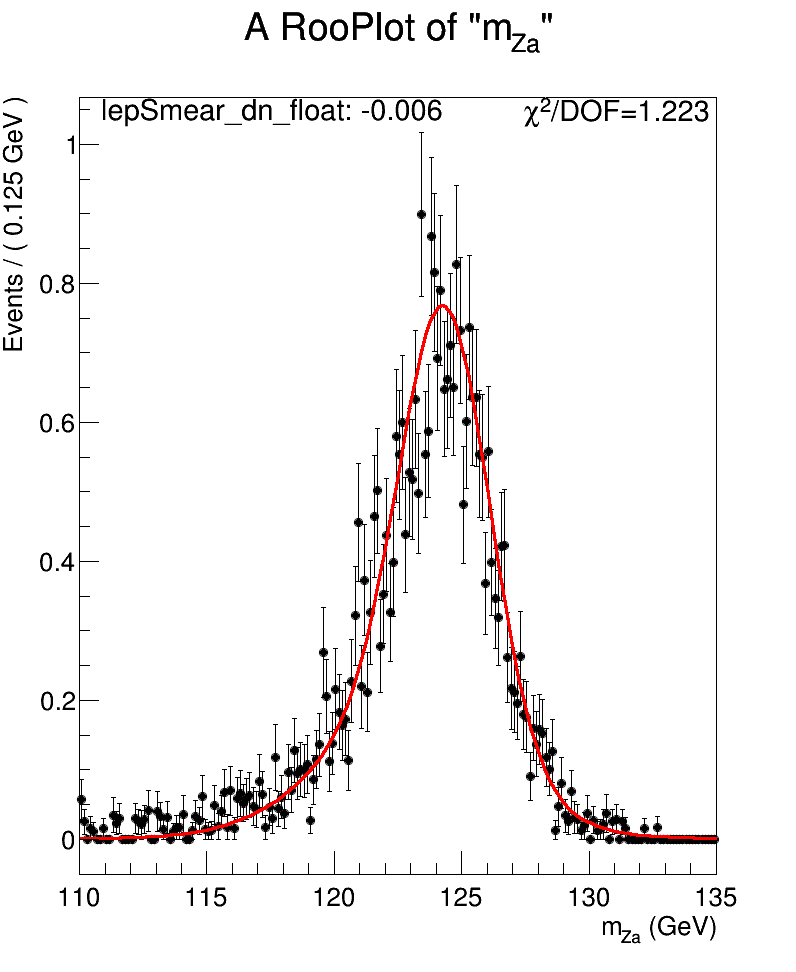 A RooPlot of "m_Za"
lepSmear_dn_float: -0.006
χ²/DOF=1.223
Events / ( 0.125 GeV )
1
0.8
0.6
0.4
0.2
0
110 115 120 125 130 135
m_Za (GeV)